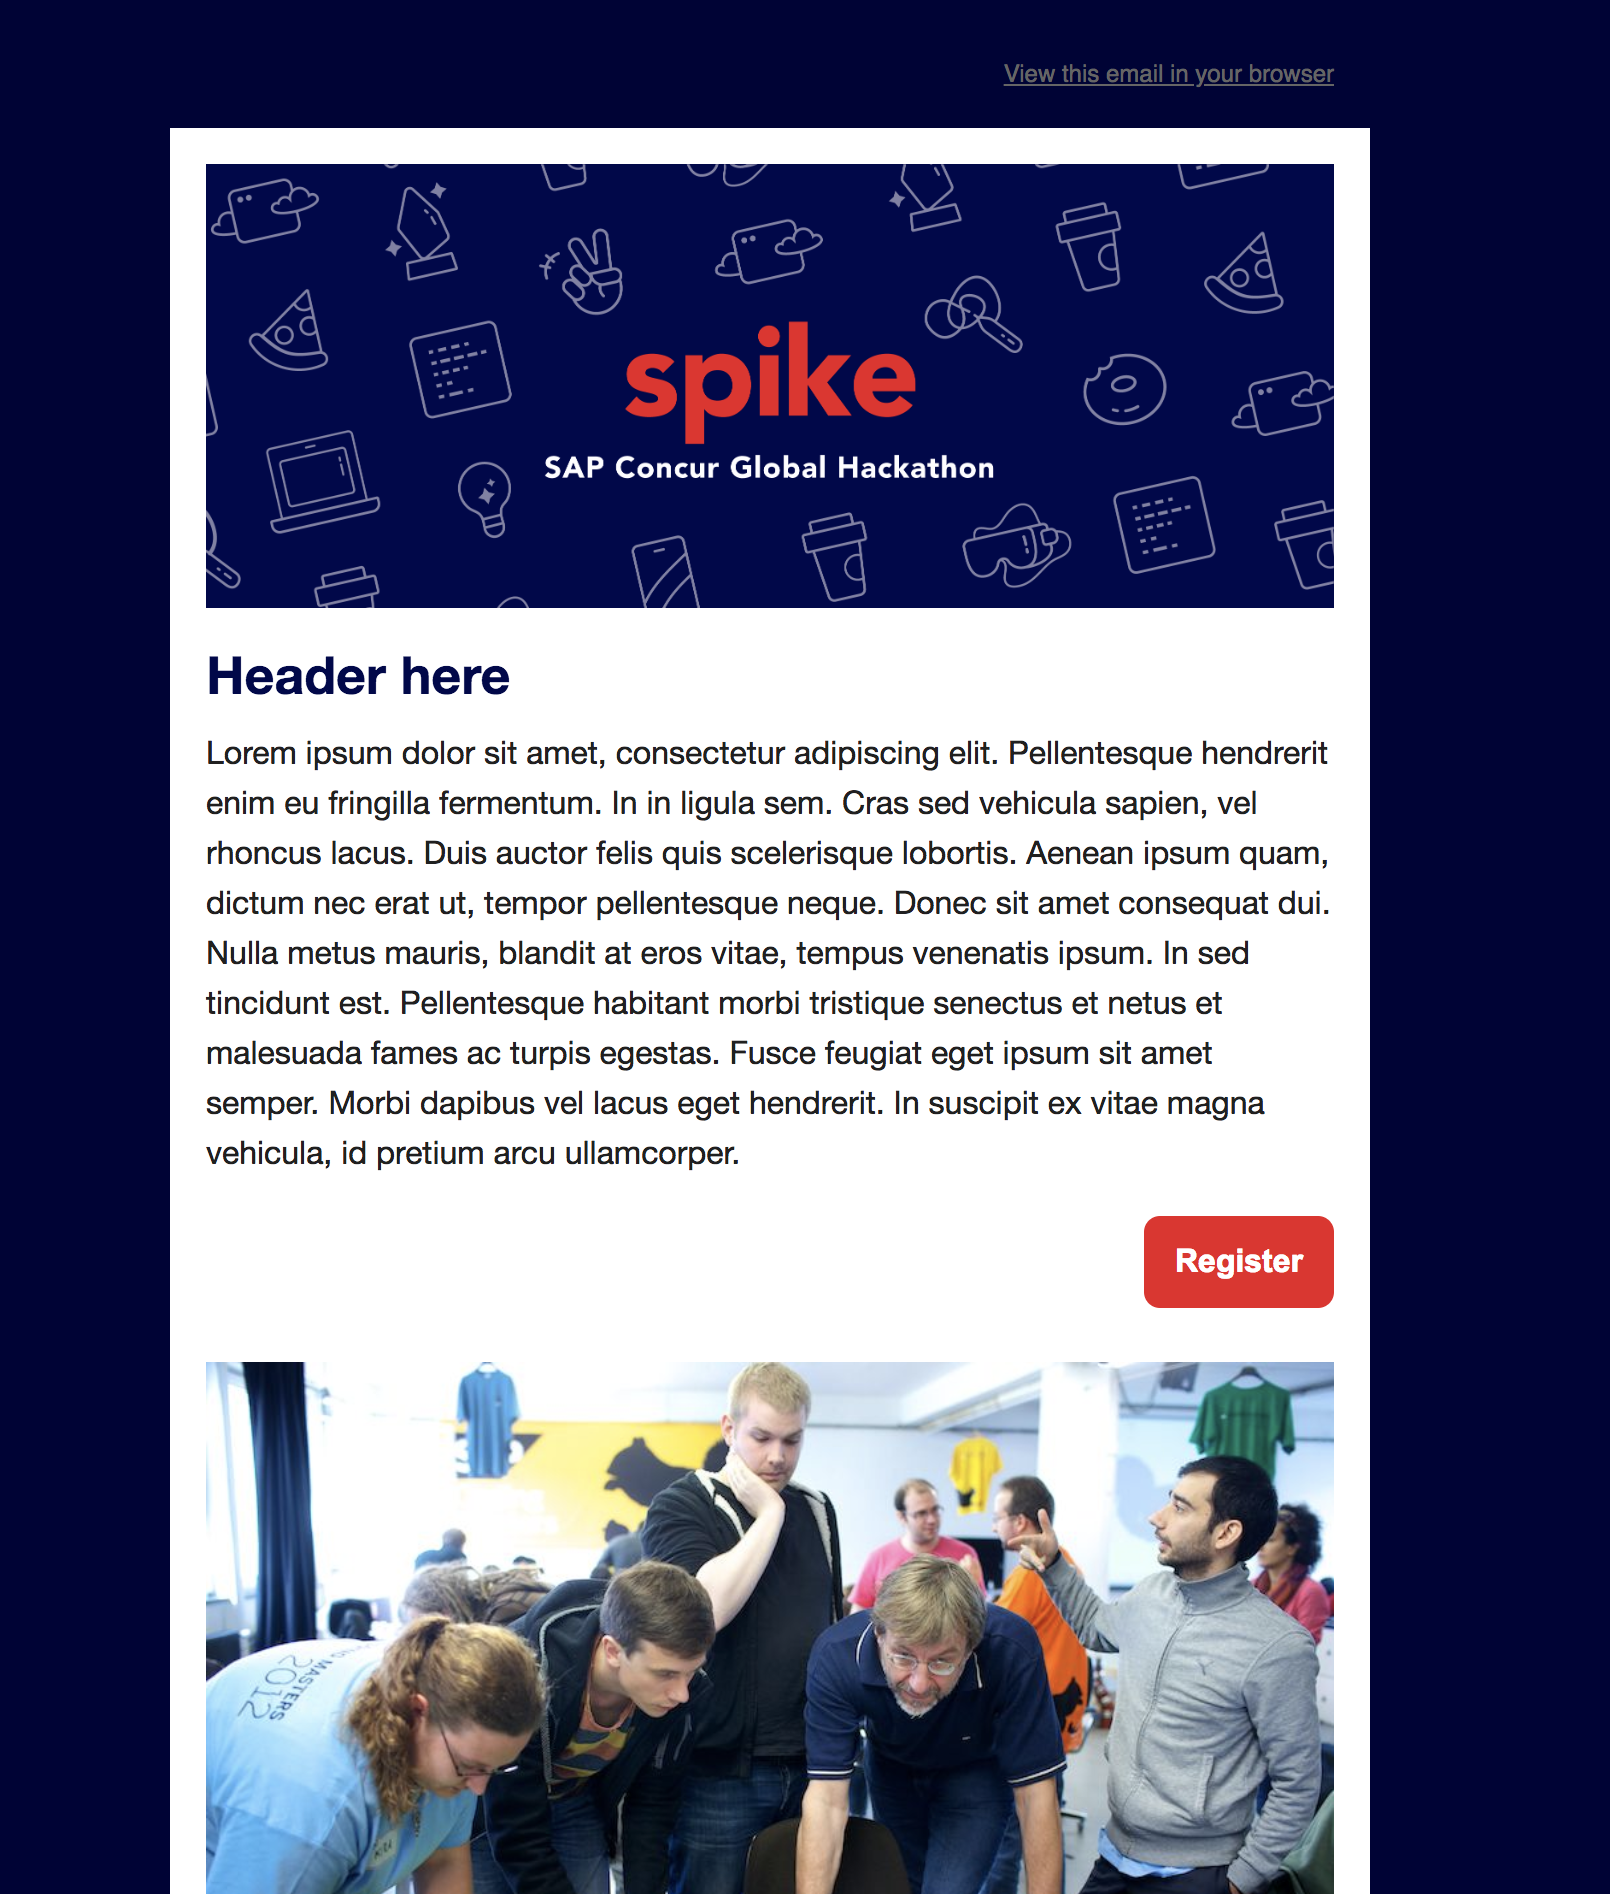 View this email in your browser
spike
SAP Concur Global Hackathon
Header here
Lorem ipsum dolor sit amet, consectetur adipiscing elit. Pellentesque hendrerit
enim eu fringilla fermentum. In in ligula sem. Cras sed vehicula sapien, vel
rhoncus lacus. Duis auctor felis quis scelerisque lobortis. Aenean ipsum quam,
dictum nec erat ut, tempor pellentesque neque. Donec sit amet consequat dui.
Nulla metus mauris, blandit at eros vitae, tempus venenatis ipsum. In sed
tincidunt est. Pellentesque habitant morbi tristique senectus et netus et
malesuada fames ac turpis egestas. Fusce feugiat eget ipsum sit amet
semper. Morbi dapibus vel lacus eget hendrerit. In suscipit ex vitae magna
vehicula, id pretium arcu ullamcorper.
Register
MASTERS
2012